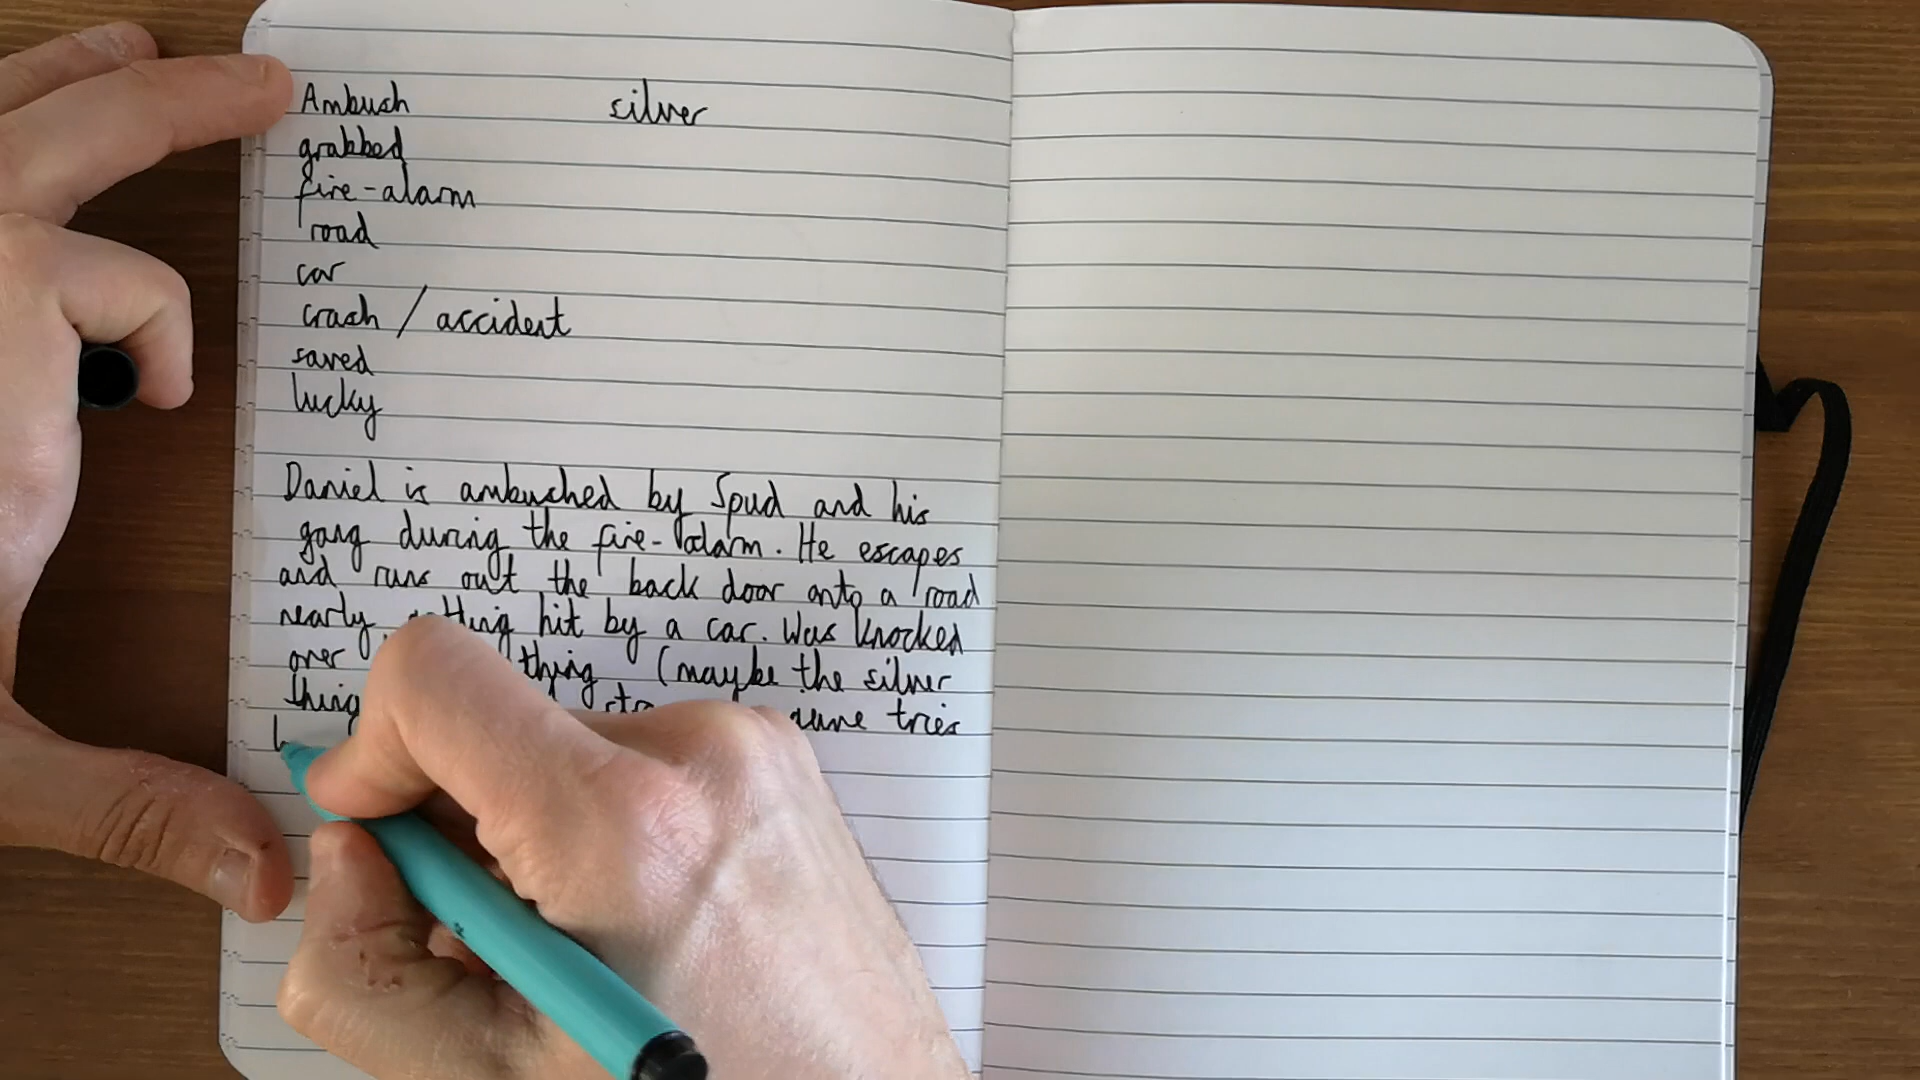 Ambush silver
grabbed
fire-alarm
road
car
crash / accident
saved
lucky
Daniel is ambushed by Spud and his
gang during the fire-alarm. He escapes
and runs out the back door onto a road
nearly hit by a car. Was knocked
over thing (maybe the silver
thing tries